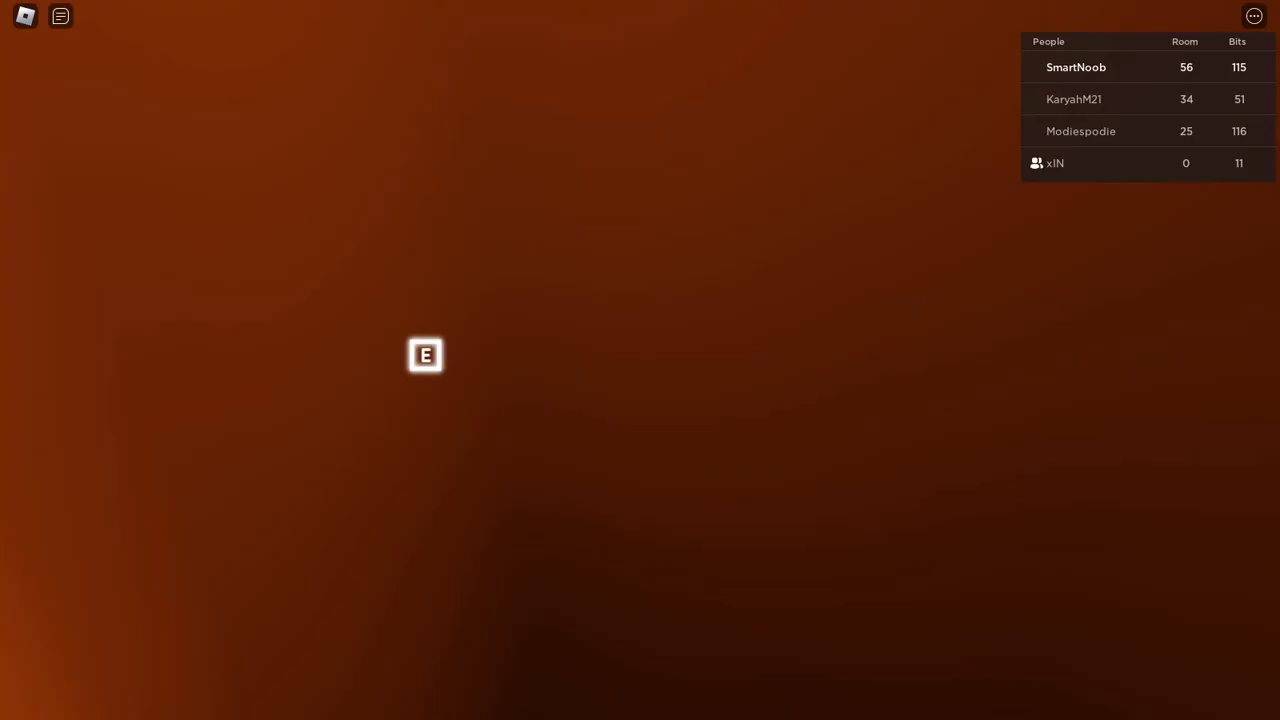 People Room Bits
SmartNoob 56 115
KaryahM21 34 51
Modiespodie 25 116
xIN 0 11
E